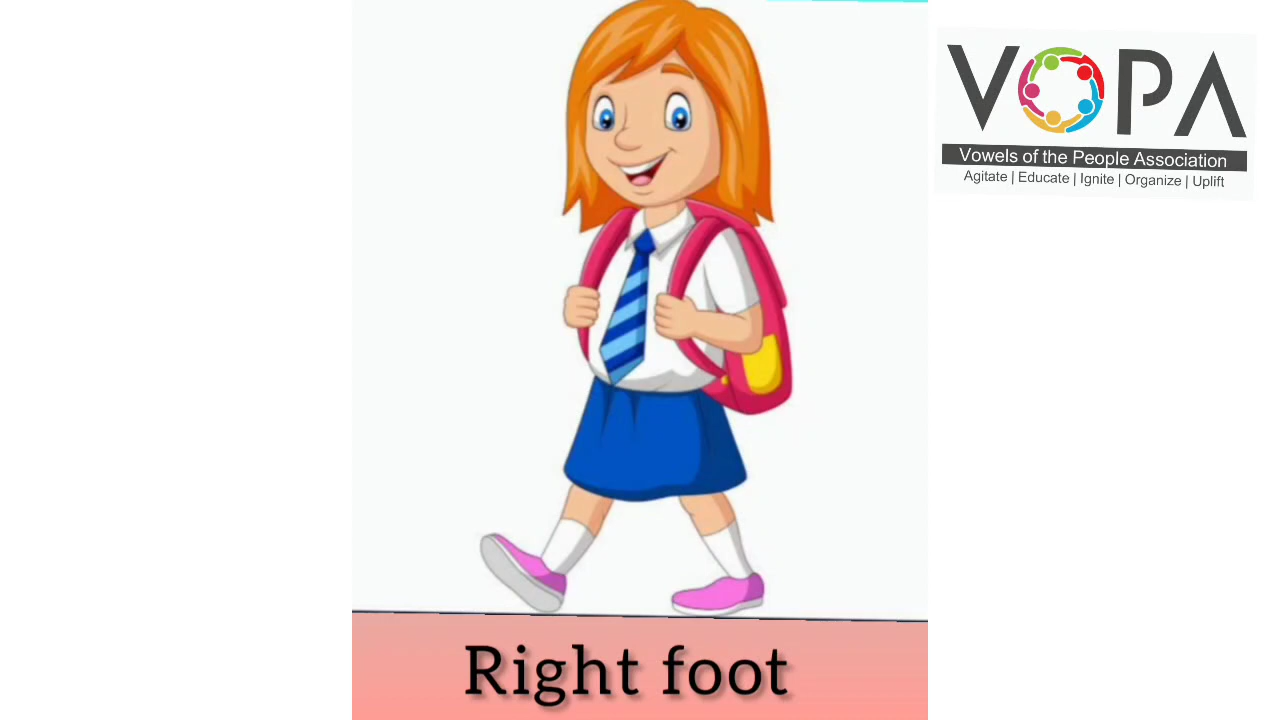 VOPA
Vowels of the People Association
Agitate | Educate | Ignite | Organize | Uplift
Right foot